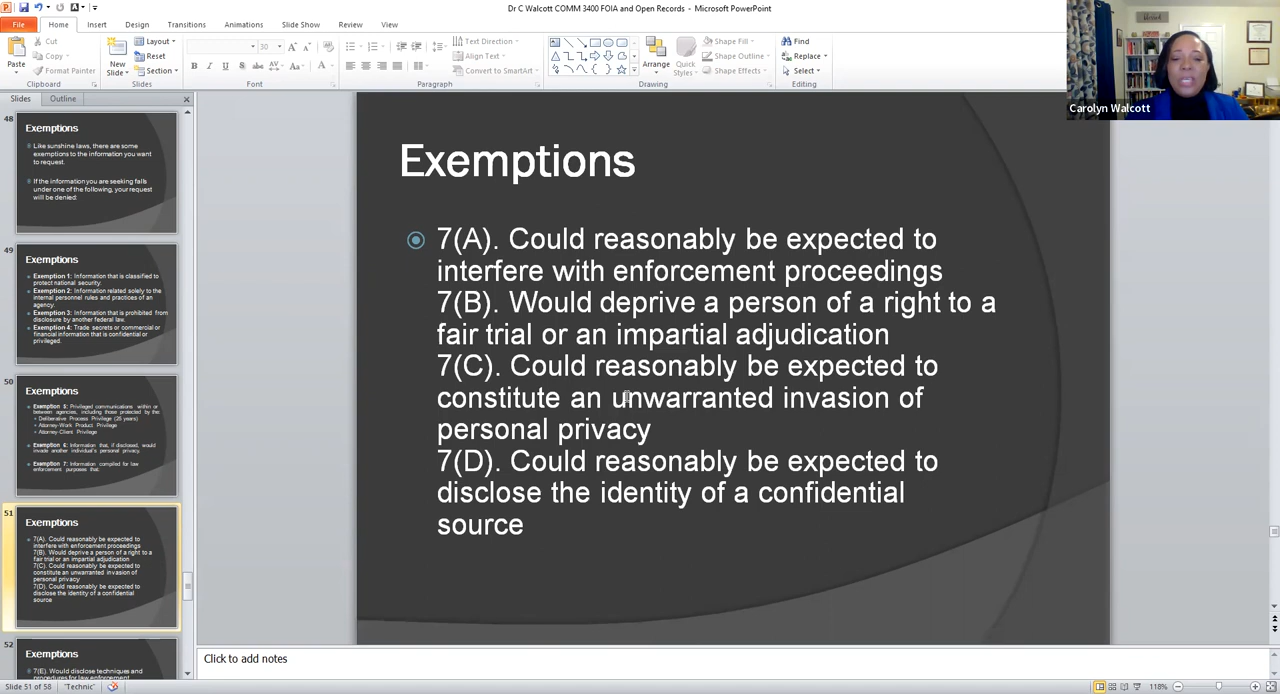 Dr C Walcott COMM 3400 FOIA and Open Records - Microsoft PowerPoint
File Home Insert Design Transitions Animations Slide Show Review View
Paste
Cut
Copy
Format Painter
Clipboard
New Slide
Layout
Reset
Section
Slides
30
B I U S abc AV Aa A
Font
Text Direction
Align Text
Convert to SmartArt
Paragraph
Arrange
Quick Styles
Shape Fill
Shape Outline
Shape Effects
Drawing
Find
Replace
Select
Editing
Carolyn Walcott
Slides Outline
48
Exemptions
Like sunshine laws, there are some
exemptions to the information you want
to request.
If the information you are seeking falls
under one of the following, your request
will be denied:
49
Exemptions
Exemption 1: Information that is classified to
protect national security.
Exemption 2: Information related solely to the
internal personnel rules and practices of an
agency.
Exemption 3: Information that is prohibited from
disclosure by another federal law.
Exemption 4: Trade secrets or commercial or
financial information that is confidential or
privileged.
50
Exemptions
Exemption 5: Privileged communications within or
between agencies, including those protected by the:
Deliberative Process Privilege (25 years)
Attorney-Work Product Privilege
Attorney-Client Privilege
Exemption 6: Information that, if disclosed, would
invade another individual's personal privacy.
Exemption 7: Information compiled for law
enforcement purposes that:
51
Exemptions
7(A). Could reasonably be expected to
interfere with enforcement proceedings
7(B). Would deprive a person of a right to a
fair trial or an impartial adjudication
7(C). Could reasonably be expected to
constitute an unwarranted invasion of
personal privacy
7(D). Could reasonably be expected to
disclose the identity of a confidential
source
52
Exemptions
7(E). Would disclose techniques and
procedures for law enforcement
Exemptions
7(A). Could reasonably be expected to
interfere with enforcement proceedings
7(B). Would deprive a person of a right to a
fair trial or an impartial adjudication
7(C). Could reasonably be expected to
constitute an unwarranted invasion of
personal privacy
7(D). Could reasonably be expected to
disclose the identity of a confidential
source
Click to add notes
Slide 51 of 58 "Technic" 118%